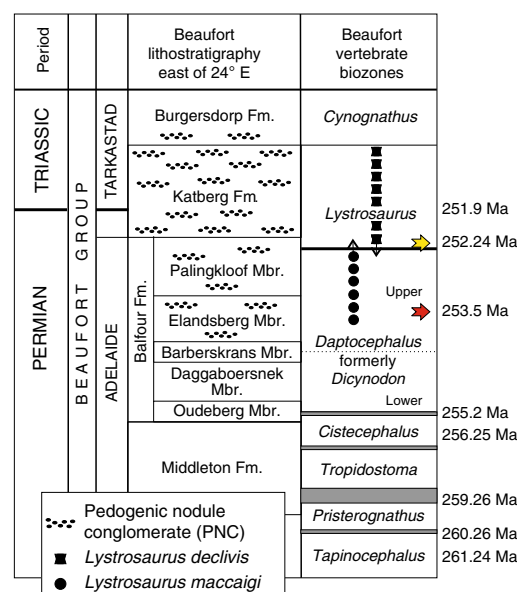 Period
Beaufort
lithostratigraphy
east of 24° E
Beaufort
vertebrate
biozones
TRIASSIC
PERMIAN
BEAUFORT GROUP
TARKASTAD
ADELAIDE
Burgersdorp Fm.
Katberg Fm.
Balfour Fm.
Palingkloof Mbr.
Elandsberg Mbr.
Barberskrans Mbr.
Daggaboersnek
Mbr.
Oudeberg Mbr.
Middleton Fm.
Cynognathus
Lystrosaurus
Upper
Daptocephalus
formerly
Dicynodon
Lower
Cistecephalus
Tropidostoma
Pristerognathus
Tapinocephalus
251.9 Ma
252.24 Ma
253.5 Ma
255.2 Ma
256.25 Ma
259.26 Ma
260.26 Ma
261.24 Ma
Pedogenic nodule
conglomerate (PNC)
Lystrosaurus declivis
Lystrosaurus maccaigi